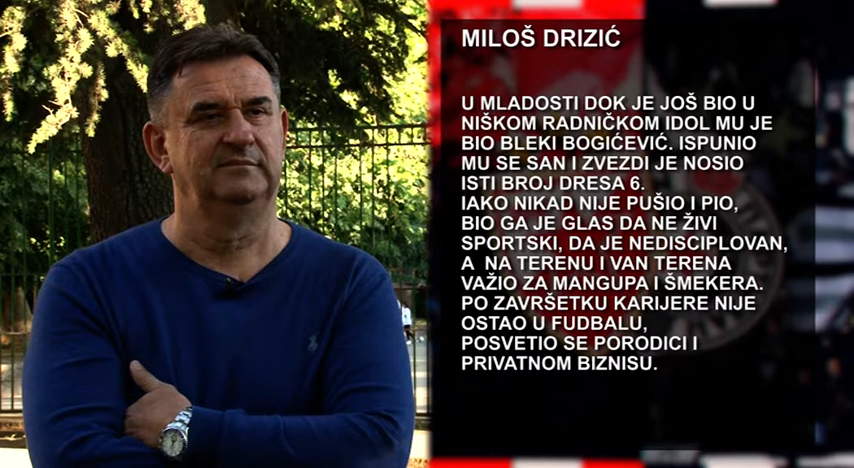 MILOŠ DRIZIĆ
U MLADOSTI DOK JE JOŠ BIO U
NIŠKOM RADNIČKOM IDOL MU JE
BIO BLEKI BOGIĆEVIĆ. ISPUNIO
MU SE SAN I ZVEZDI JE NOSIO
ISTI BROJ DRESA 6.
IAKO NIKAD NIJE PUŠIO I PIO,
BIO GA JE GLAS DA NE ŽIVI
SPORTSKI, DA JE NEDISCIPLOVAN,
A  NA TERENU I VAN TERENA
VAŽIO ZA MANGUPA I ŠMEKERA.
PO ZAVRŠETKU KARIJERE NIJE
OSTAO U FUDBALU,
POSVETIO SE PORODICI I
PRIVATNOM BIZNISU.